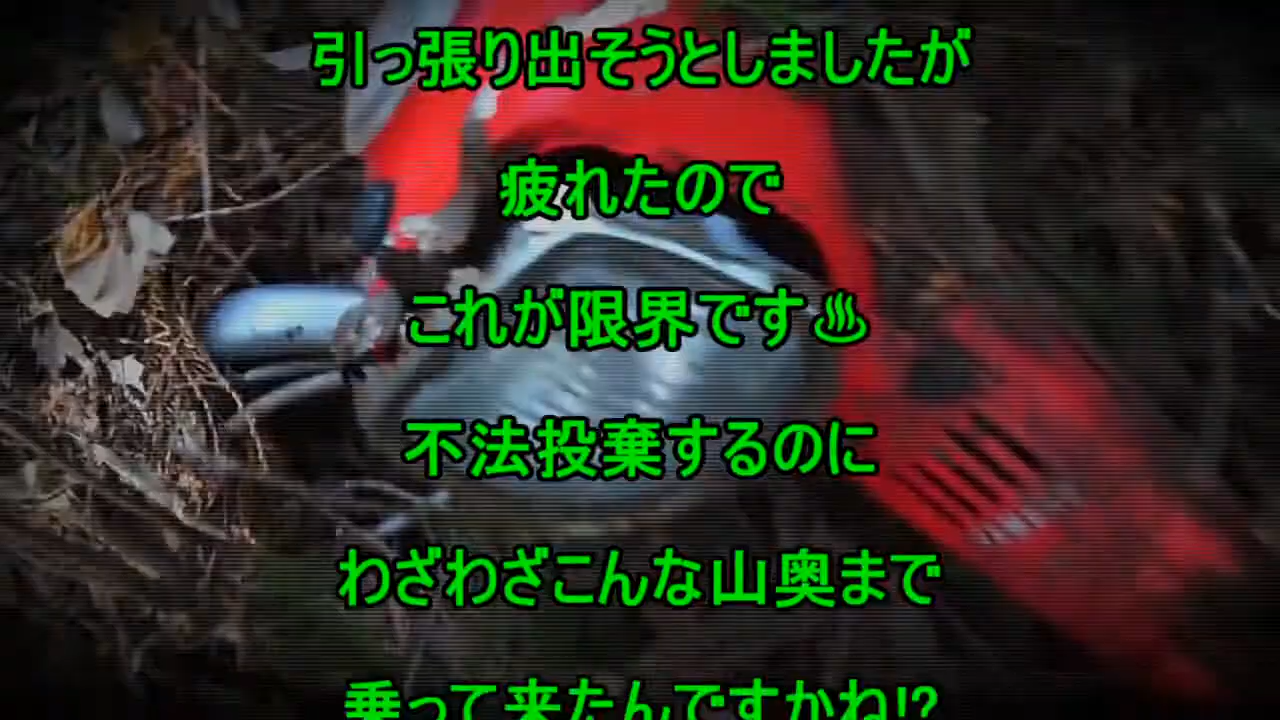 引っ張り出そうとしましたが
疲れたので
これが限界です♨
不法投棄するのに
わざわざこんな山奥まで
乗って来たんですかね!?